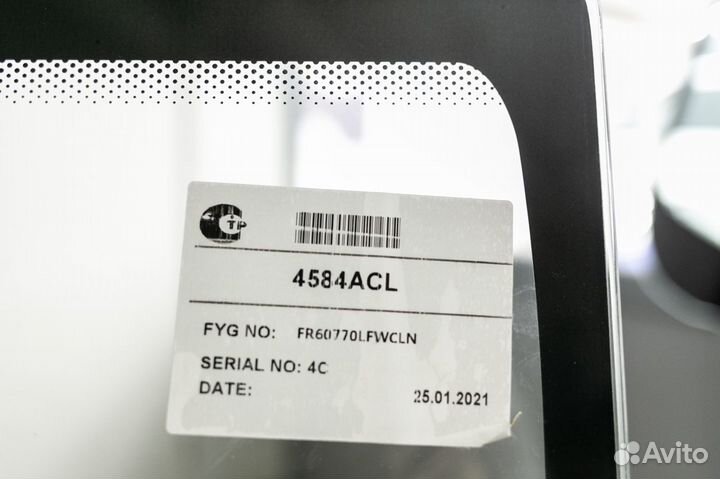 4584ACL
FYG NO: FR60770LFWCLN
SERIAL NO: 4C
DATE: 25.01.2021
Avito